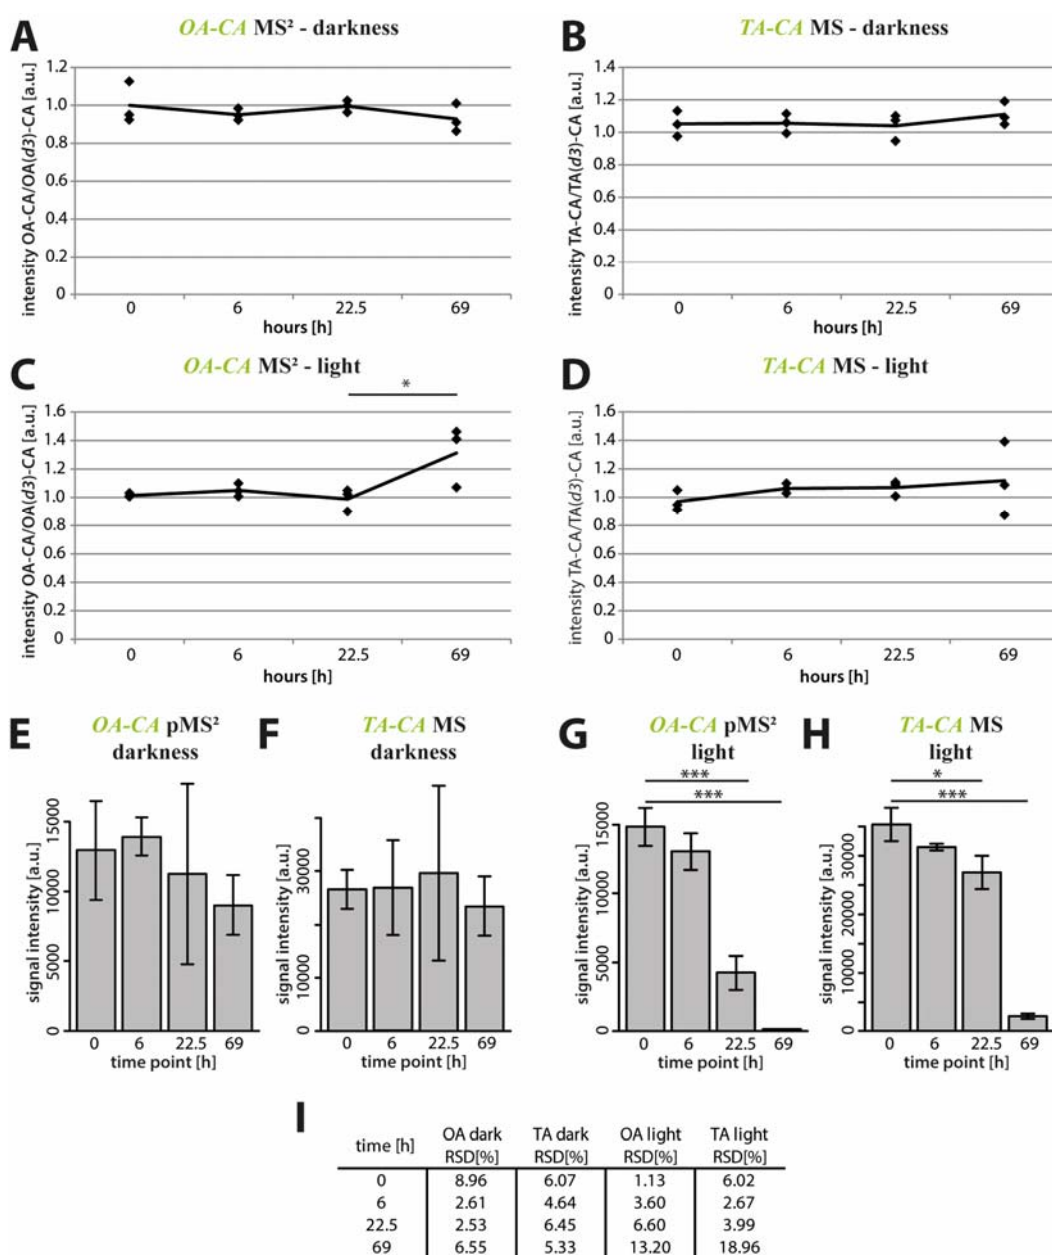 A
OA-CA MS² - darkness
intensity OA-CA/OA(d3)-CA [a.u.]
1.2
1.0
0.8
0.6
0.4
0.2
0
0 6 22.5 69
hours [h]
B
TA-CA MS - darkness
intensity TA-CA/TA(d3)-CA [a.u.]
1.4
1.2
1.0
0.8
0.6
0.4
0.2
0
0 6 22.5 69
hours [h]
C
OA-CA MS² - light
*
intensity OA-CA/OA(d3)-CA [a.u.]
1.6
1.4
1.2
1.0
0.8
0.6
0.4
0.2
0
0 6 22.5 69
hours [h]
D
TA-CA MS - light
intensity TA-CA/TA(d3)-CA [a.u.]
1.6
1.4
1.2
1.0
0.8
0.6
0.4
0.2
0
0 6 22.5 69
hours [h]
E
OA-CA pMS²
darkness
signal intensity [a.u.]
15000
10000
5000
0
0 6 22.5 69
time point [h]
F
TA-CA MS
darkness
signal intensity [a.u.]
30000
10000
0
0 6 22.5 69
time point [h]
G
OA-CA pMS²
light
***
***
signal intensity [a.u.]
15000
10000
5000
0
0 6 22.5 69
time point [h]
H
TA-CA MS
light
*
***
signal intensity [a.u.]
30000
20000
10000
0
0 6 22.5 69
time point [h]
I
time [h] OA dark RSD[%] TA dark RSD[%] OA light RSD[%] TA light RSD[%]
0 8.96 6.07 1.13 6.02
6 2.61 4.64 3.60 2.67
22.5 2.53 6.45 6.60 3.99
69 6.55 5.33 13.20 18.96